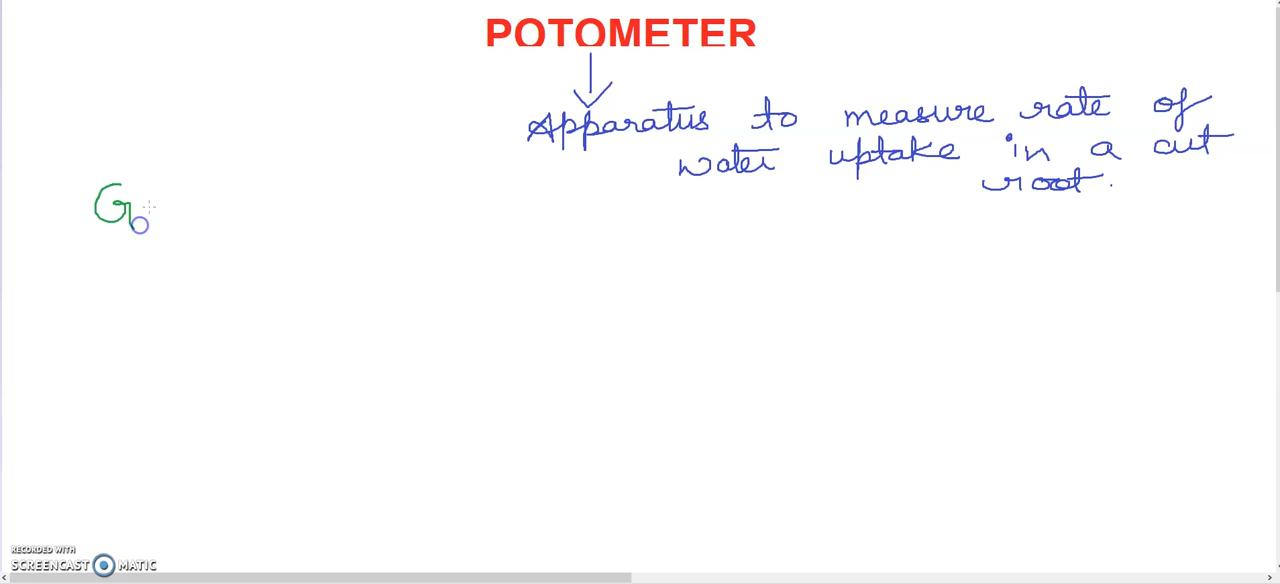 POTOMETER
Apparatus to measure rate of
water uptake in a cut
root.
G
RECORDED WITH
SCREENCAST MATIC